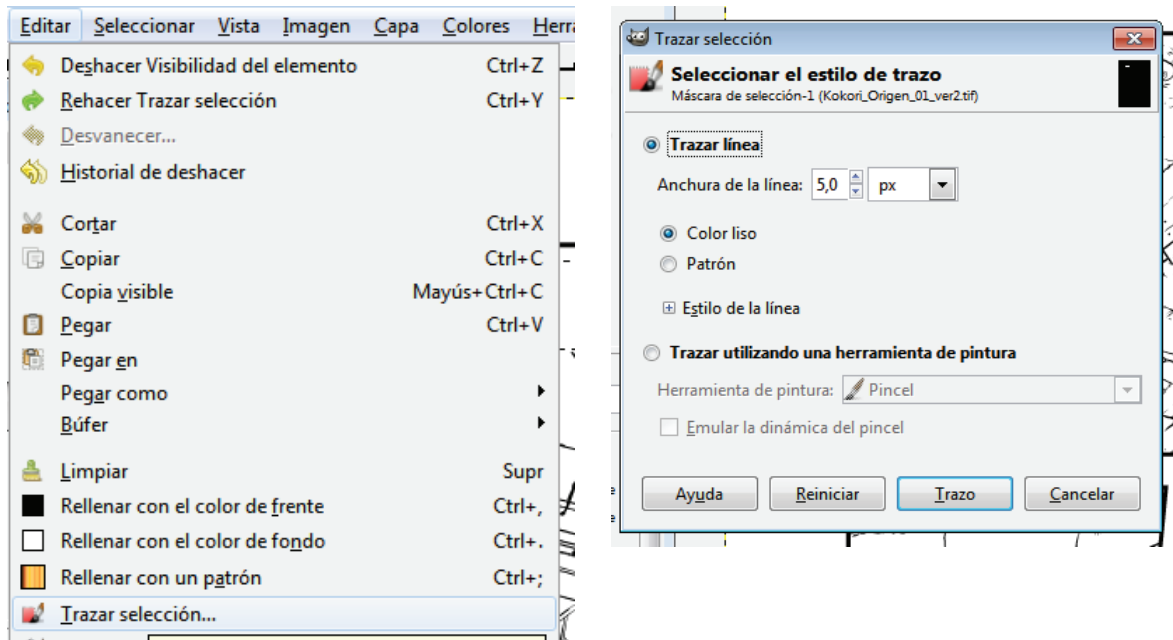 Editar Seleccionar Vista Imagen Capa Colores
Deshacer Visibilidad del elemento Ctrl+Z
Rehacer Trazar selección Ctrl+Y
Desvanecer...
Historial de deshacer
Cortar Ctrl+X
Copiar Ctrl+C
Copia visible Mayús+Ctrl+C
Pegar Ctrl+V
Pegar en
Pegar como
Búfer
Limpiar Supr
Rellenar con el color de frente Ctrl+,
Rellenar con el color de fondo Ctrl+.
Rellenar con un patrón Ctrl+;
Trazar selección...
Trazar selección
Seleccionar el estilo de trazo
Máscara de selección-1 (Kokori_Origen_01_ver2.tif)
Trazar línea
Anchura de la línea: 5,0 px
Color liso
Patrón
Estilo de la línea
Trazar utilizando una herramienta de pintura
Herramienta de pintura: Pincel
Emular la dinámica del pincel
Ayuda Reiniciar Trazo Cancelar